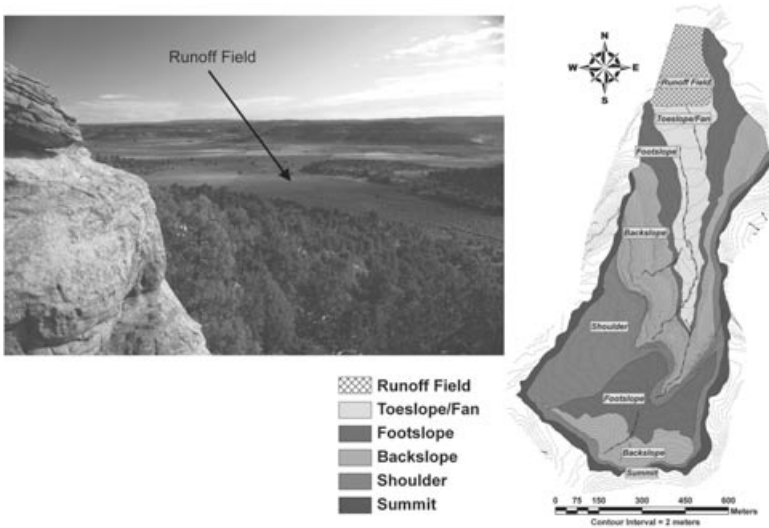 Runoff Field
N
W E
S
Runoff Field
Toeslope/Fan
Footslope
Backslope
Shoulder
Footslope
Backslope
Summit
Runoff Field
Toeslope/Fan
Footslope
Backslope
Shoulder
Summit
0 75 150 300 450 600
Meters
Contour Interval = 2 meters